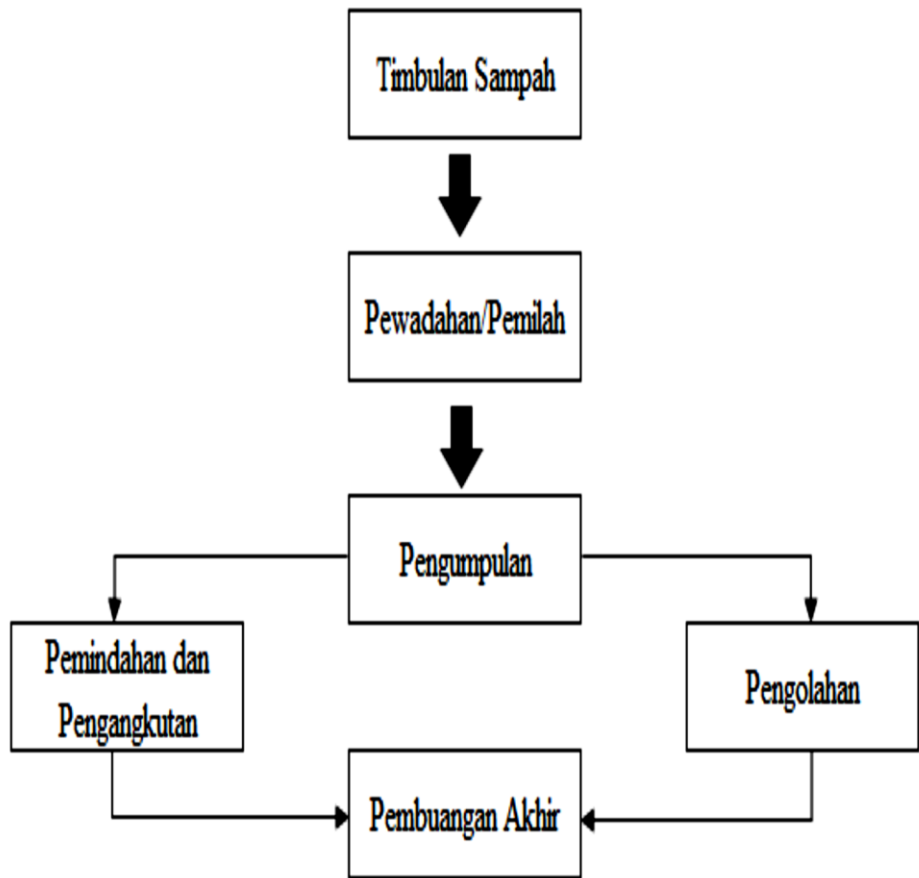 Timbulan Sampah
Pewadahan/Pemilah
Pengumpulan
Pemindahan dan
Pengangkutan
Pengolahan
Pembuangan Akhir